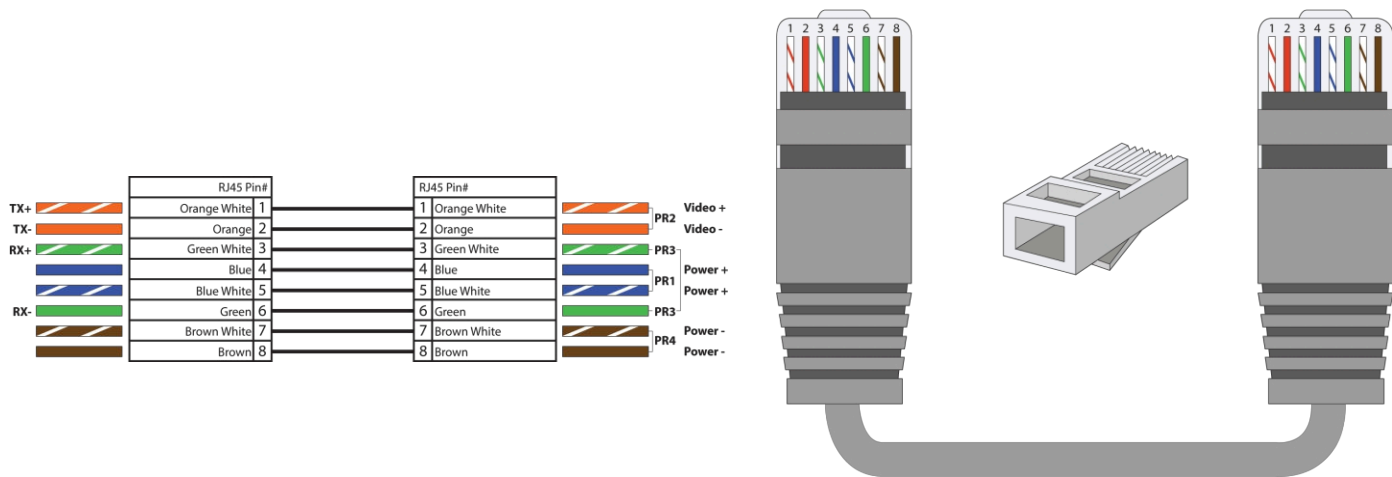 1 2 3 4 5 6 7 8
1 2 3 4 5 6 7 8
RJ45 Pin# RJ45 Pin#
TX+ Orange White 1 1 Orange White Video +
PR2
TX- Orange 2 2 Orange Video -
RX+ Green White 3 3 Green White PR3
Blue 4 4 Blue Power +
PR1
Blue White 5 5 Blue White Power +
RX- Green 6 6 Green PR3
Brown White 7 7 Brown White Power -
PR4
Brown 8 8 Brown Power -